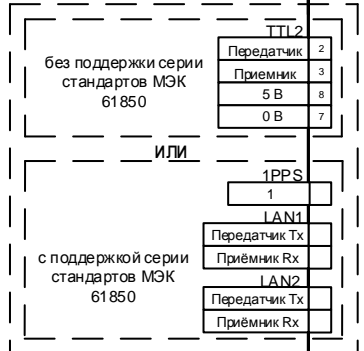 TTL2
Передатчик 2
Приемник 3
5 В 8
0 В 7
без поддержки серии
стандартов МЭК
61850
ИЛИ
1PPS
1
LAN1
Передатчик Tx
Приёмник Rx
LAN2
Передатчик Tx
Приёмник Rx
с поддержкой серии
стандартов МЭК
61850